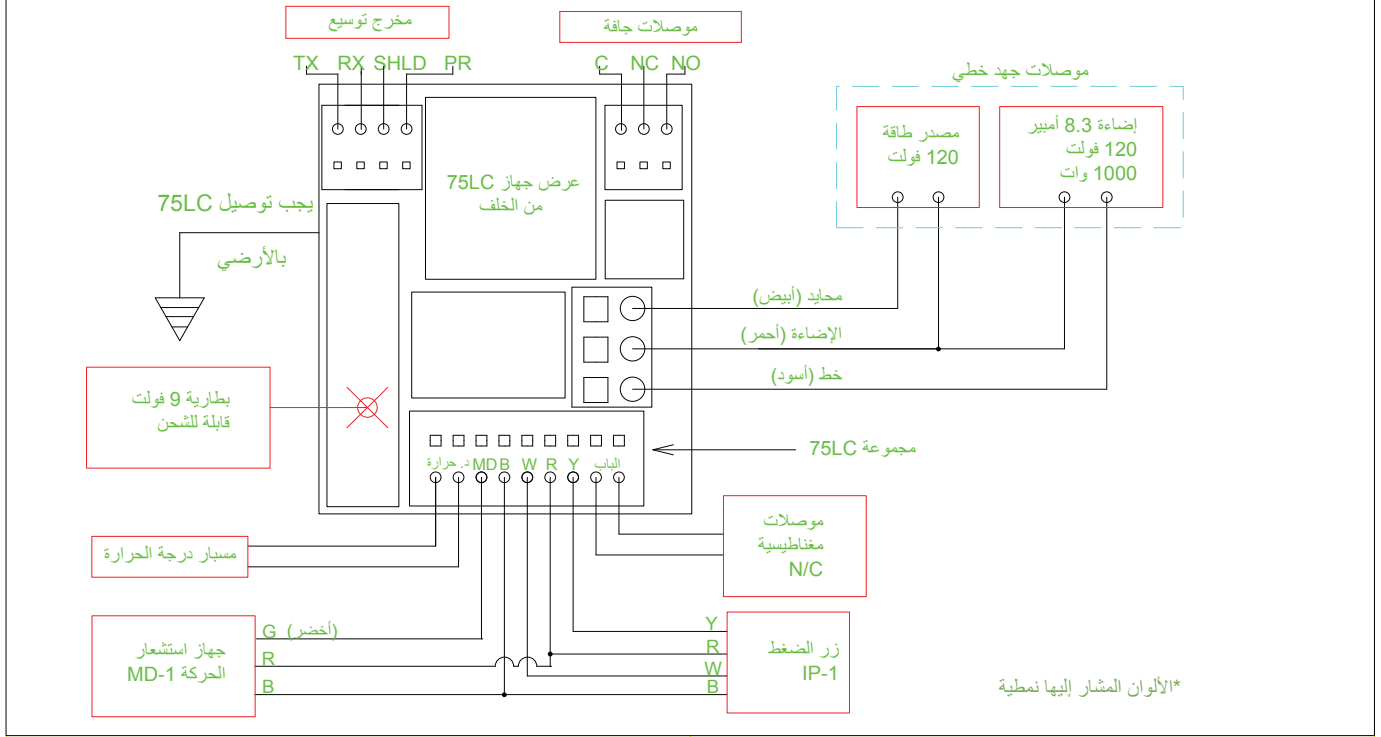 مخرج توسيع
موصلات جافة
TX RX SHLD PR
C NC NO
موصلات جهد خطي
مصدر طاقة
120 فولت
إضاءة 8.3 أمبير
120 فولت
1000 وات
عرض جهاز 75LC
من الخلف
يجب توصيل 75LC
بالأرضي
محايد (أبيض)
الإضاءة (أحمر)
خط (أسود)
بطارية 9 فولت
قابلة للشحن
مجموعة 75LC
د. حرارة MD B W R Y الباب
موصلات
مغناطيسية
N/C
مسبار درجة الحرارة
جهاز استشعار
الحركة MD-1
G (أخضر)
R
B
Y
R
W
B
زر الضغط
IP-1
*الألوان المشار إليها نمطية